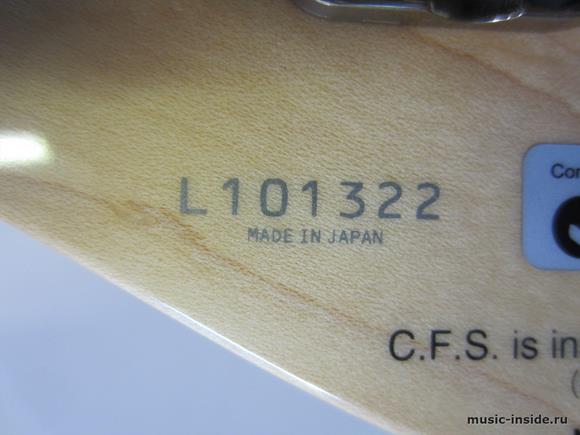 L101322
MADE IN JAPAN
C.F.S. is in
music-inside.ru